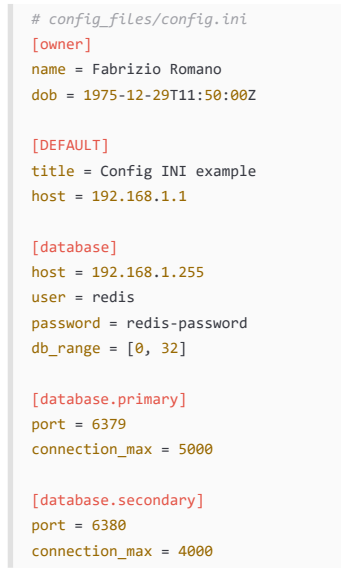 # config_files/config.ini
[owner]
name = Fabrizio Romano
dob = 1975-12-29T11:50:00Z
[DEFAULT]
title = Config INI example
host = 192.168.1.1
[database]
host = 192.168.1.255
user = redis
password = redis-password
db_range = [0, 32]
[database.primary]
port = 6379
connection_max = 5000
[database.secondary]
port = 6380
connection_max = 4000